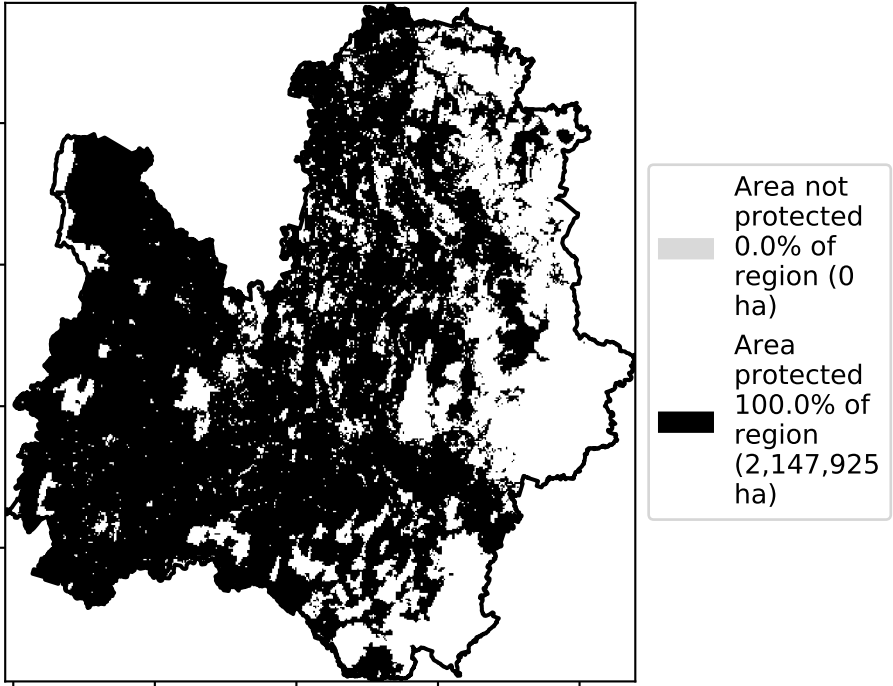 Area not
protected
0.0% of
region (0
ha)
Area
protected
100.0% of
region
(2,147,925
ha)